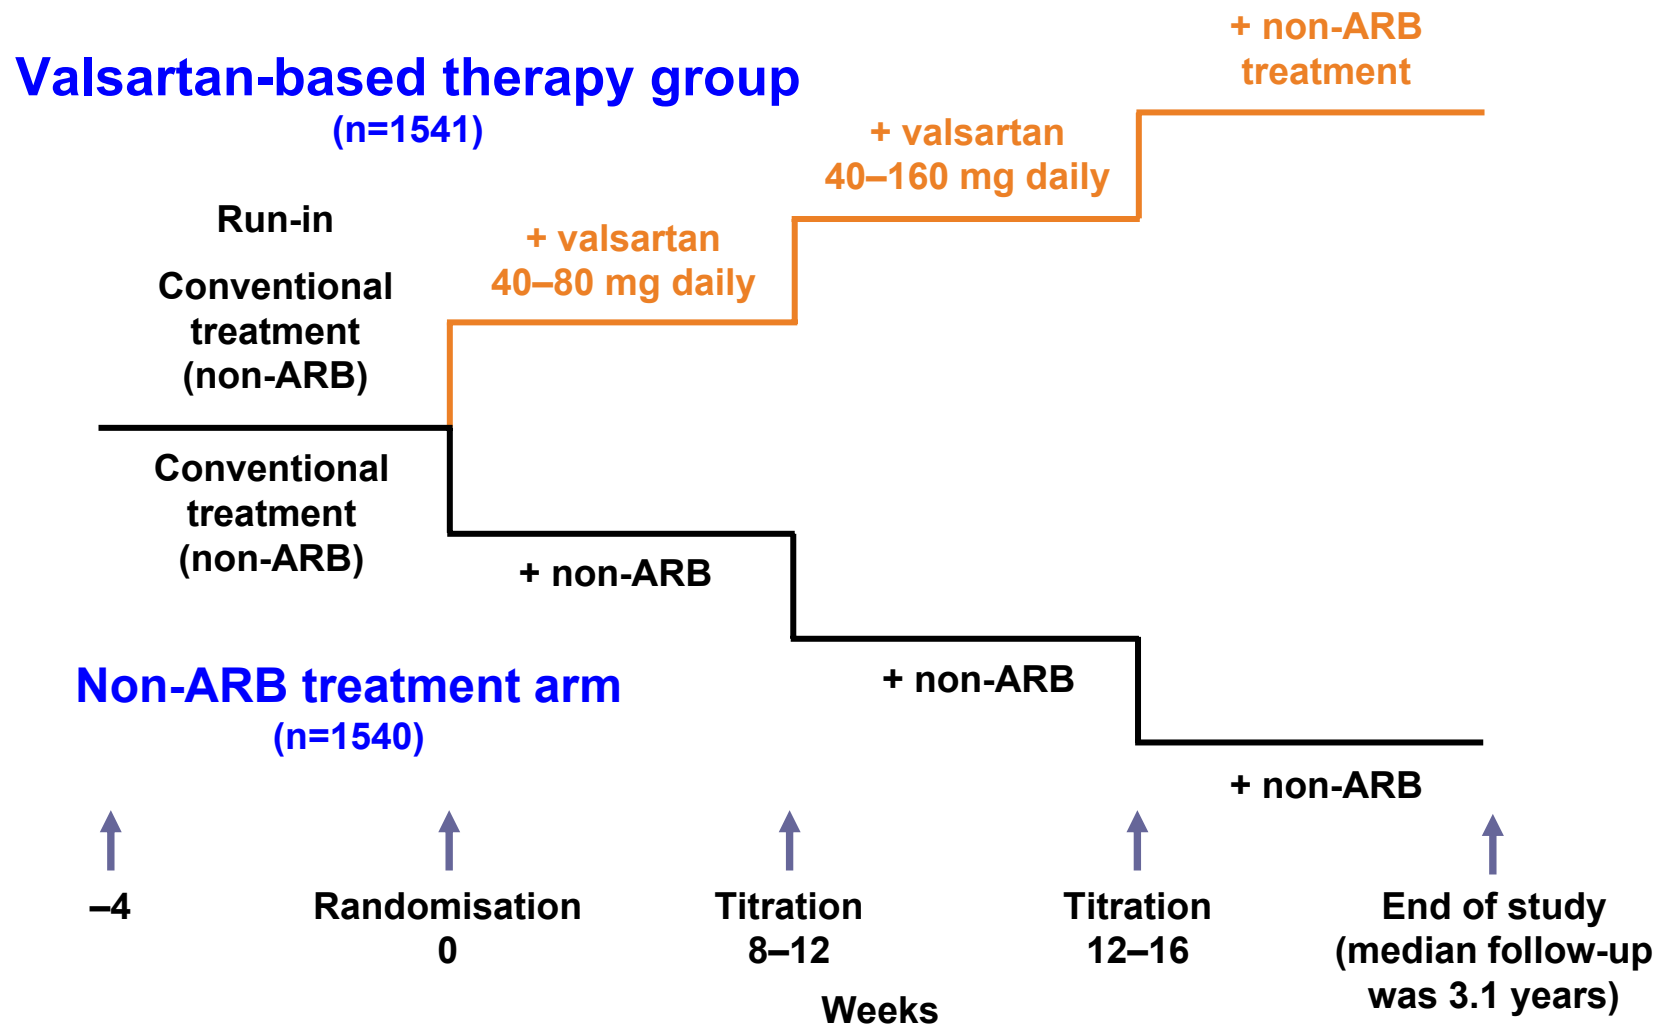 + non-ARB
treatment
Valsartan-based therapy group
(n=1541)
+ valsartan
40–160 mg daily
Run-in
+ valsartan
40–80 mg daily
Conventional
treatment
(non-ARB)
Conventional
treatment
(non-ARB)
+ non-ARB
+ non-ARB
Non-ARB treatment arm
(n=1540)
+ non-ARB
–4
Randomisation
0
Titration
8–12
Titration
12–16
End of study
(median follow-up
was 3.1 years)
Weeks